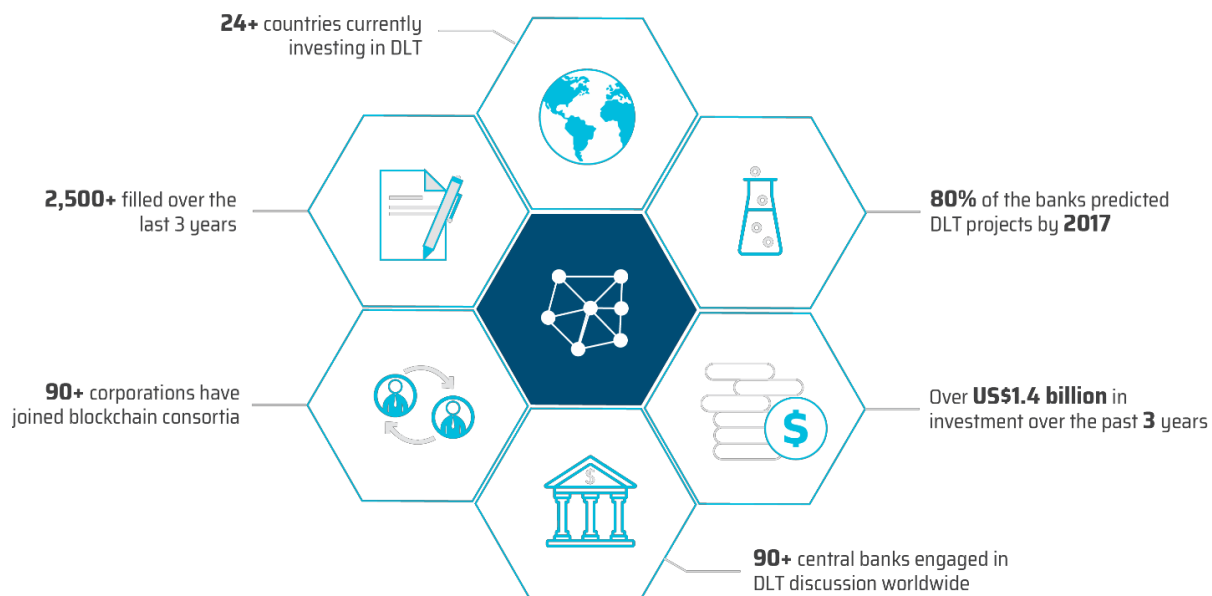 24+ countries currently
investing in DLT
2,500+ filled over the
last 3 years
80% of the banks predicted
DLT projects by 2017
90+ corporations have
joined blockchain consortia
Over US$1.4 billion in
investment over the past 3 years
$
$
90+ central banks engaged in
DLT discussion worldwide